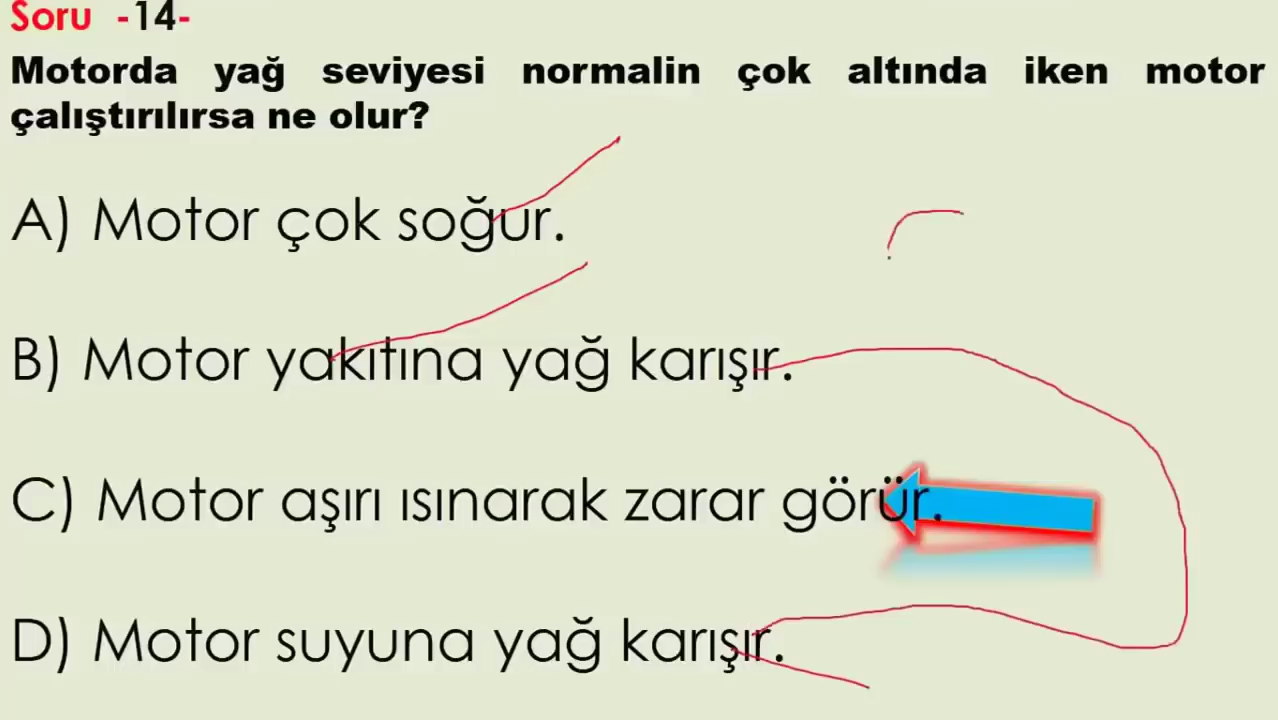 Soru -14-
Motorda yağ seviyesi normalin çok altında iken motor
çalıştırılırsa ne olur?
A) Motor çok soğur.
B) Motor yakıtına yağ karışır.
C) Motor aşırı ısınarak zarar görür.
D) Motor suyuna yağ karışır.